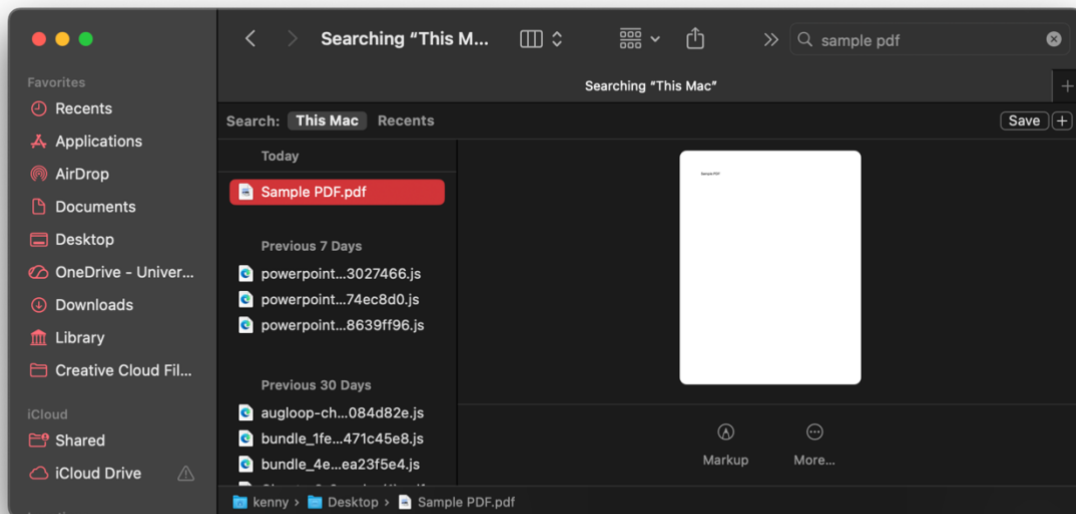 Searching “This M...
sample pdf
Searching “This Mac”
Favorites
Recents
Applications
AirDrop
Documents
Desktop
OneDrive - Univer...
Downloads
Library
Creative Cloud Fil...
iCloud
Shared
iCloud Drive
Search: This Mac Recents
Save
Today
Sample PDF.pdf
Previous 7 Days
powerpoint...3027466.js
powerpoint...74ec8d0.js
powerpoint...8639ff96.js
Previous 30 Days
augloop-ch...084d82e.js
bundle_1fe...471c45e8.js
bundle_4e...ea23f5e4.js
Sample PDF
Markup
More...
kenny › Desktop › Sample PDF.pdf